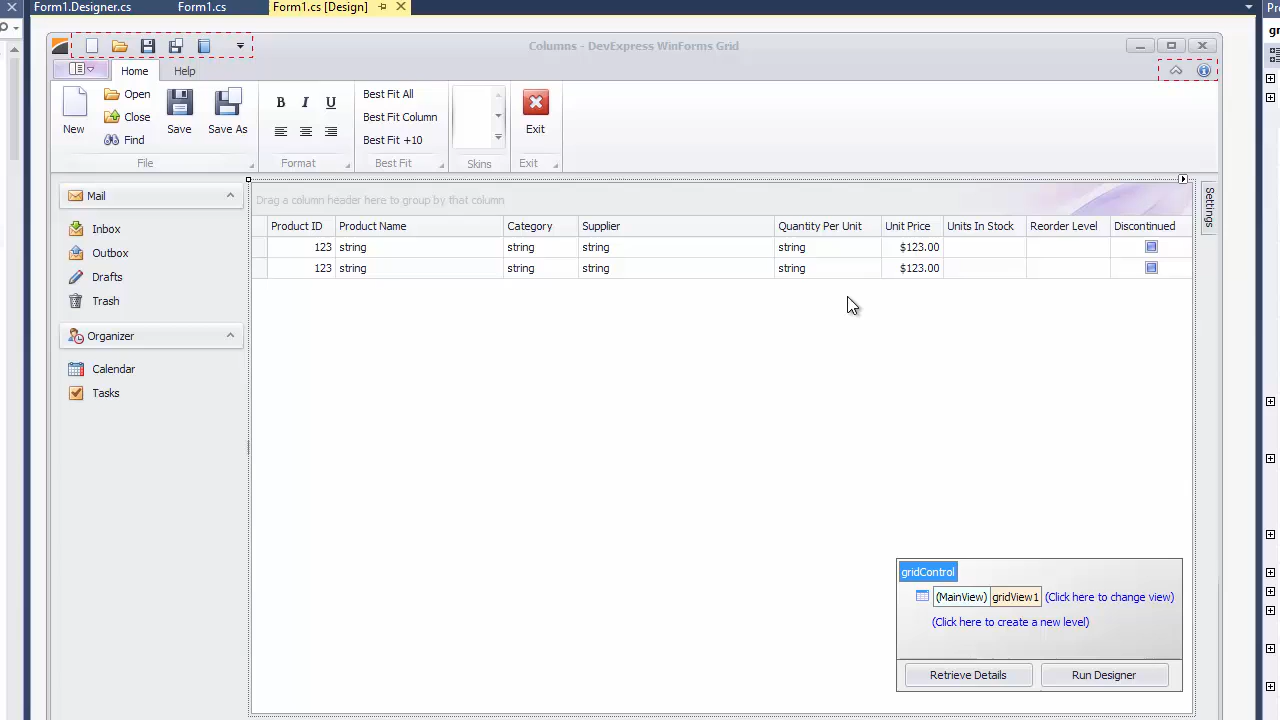 Form1.Designer.cs Form1.cs Form1.cs [Design]
Columns - DevExpress WinForms Grid
Home Help
New Open Close Find Save Save As
File
B I U
Format
Best Fit All
Best Fit Column
Best Fit +10
Best Fit
Skins
Exit
Exit
Mail
Inbox
Outbox
Drafts
Trash
Organizer
Calendar
Tasks
Drag a column header here to group by that column
Product ID Product Name Category Supplier Quantity Per Unit Unit Price Units In Stock Reorder Level Discontinued
123 string string string string $123.00
123 string string string string $123.00
Settings
gridControl
(MainView) gridView1 (Click here to change view)
(Click here to create a new level)
Retrieve Details Run Designer